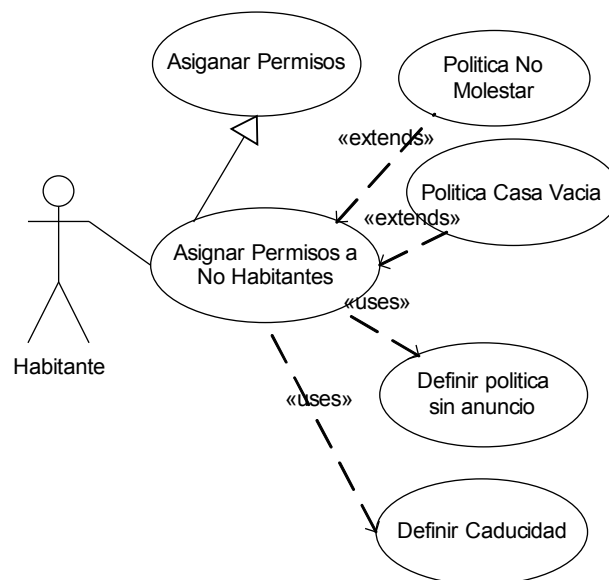 Asiganar Permisos
Politica No
Molestar
«extends»
Politica Casa Vacia
«extends»
Asignar Permisos a
No Habitantes
«uses»
Habitante
Definir politica
sin anuncio
«uses»
Definir Caducidad